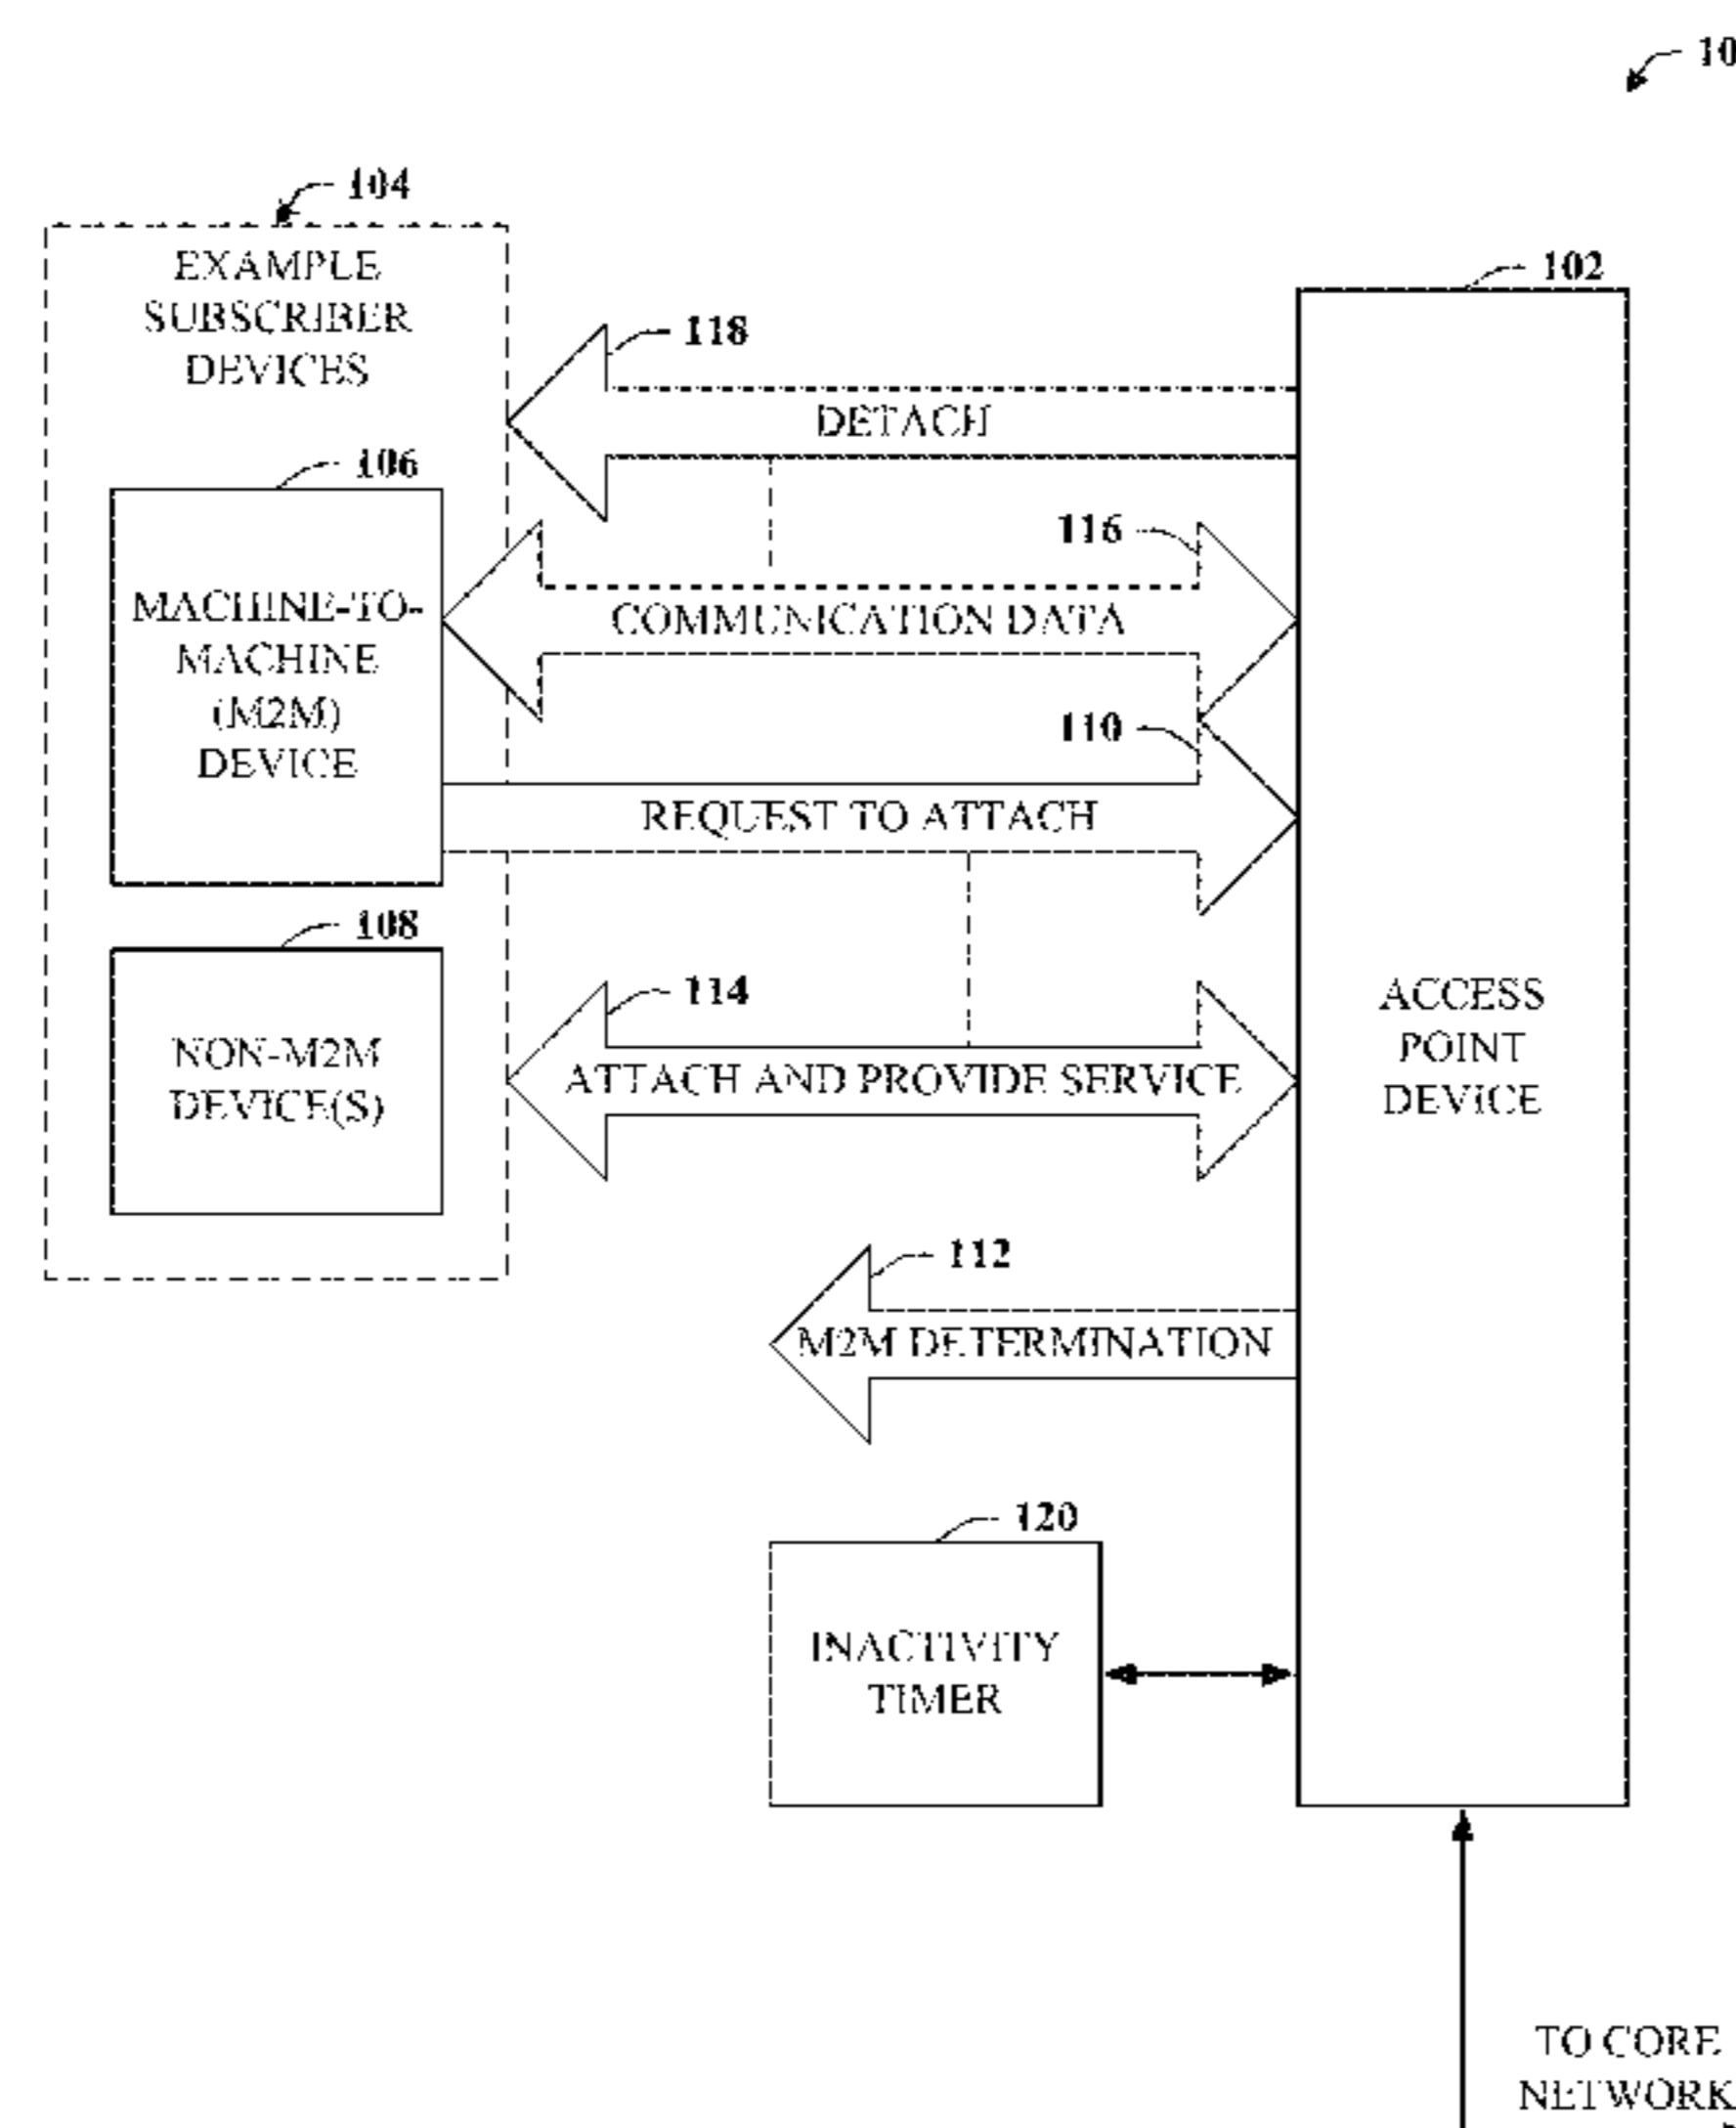 10
104
EXAMPLE
SUBSCRIBER
DEVICES
102
118
DETACH
106
116
MACHINE-TO-
MACHINE
(M2M)
DEVICE
COMMUNICATION DATA
110
REQUEST TO ATTACH
108
NON-M2M
DEVICE(S)
114
ATTACH AND PROVIDE SERVICE
ACCESS
POINT
DEVICE
112
M2M DETERMINATION
120
INACTIVITY
TIMER
TO CORE
NETWORK